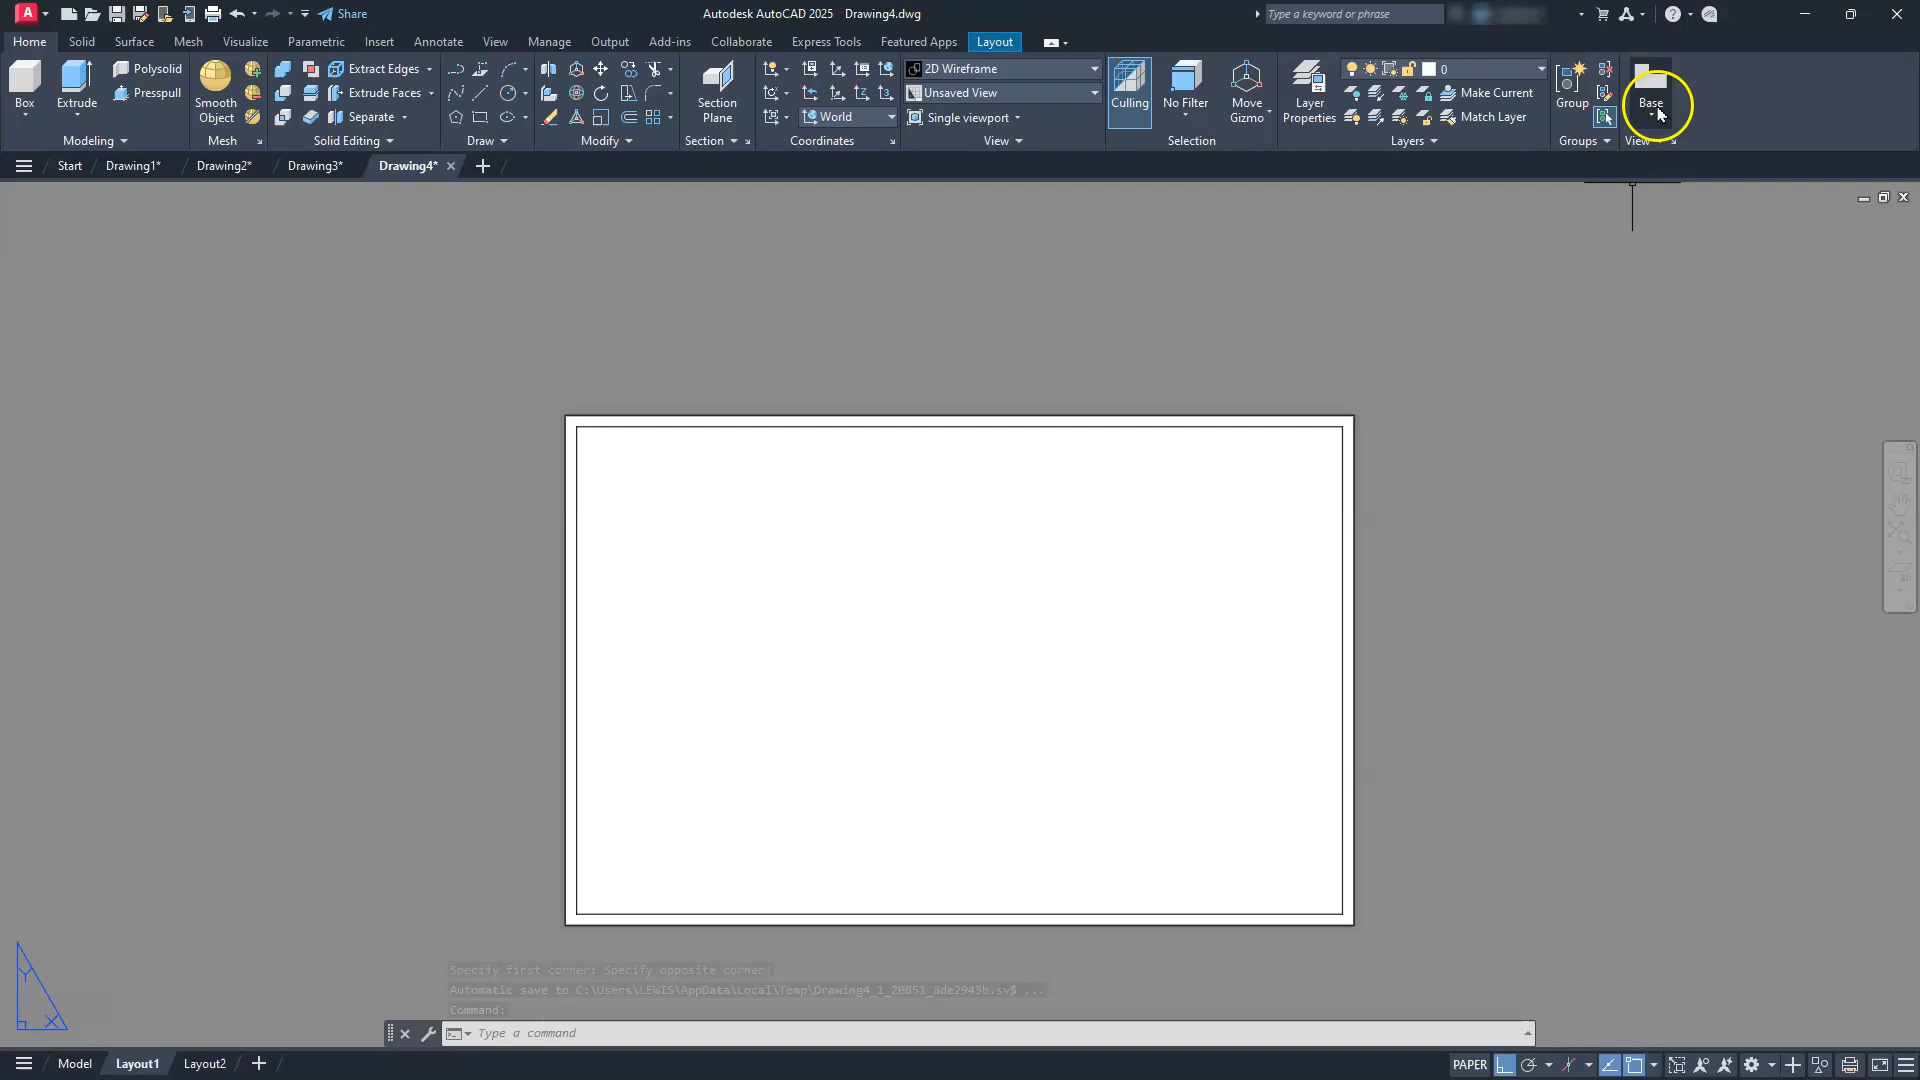 A Share Autodesk AutoCAD 2025 Drawing4.dwg Type a keyword or phrase
Home Solid Surface Mesh Visualize Parametric Insert Annotate View Manage Output Add-ins Collaborate Express Tools Featured Apps Layout
Polysolid Extract Edges 2D Wireframe 0
Presspull Extrude Faces Unsaved View Make Current
Box Extrude Smooth Object Separate Section Plane World Single viewport Culling No Filter Move Gizmo Layer Properties Match Layer Group Base
Modeling Mesh Solid Editing Draw Modify Section Coordinates View Selection Layers Groups View
Start Drawing1* Drawing2* Drawing3* Drawing4*
Y
X
Specify first corner: Specify opposite corner:
Automatic save to C:\Users\LEWIS\AppData\Local\Temp\Drawing4_1_20851_8de2943b.sv$ ...
Command:
Type a command
Model Layout1 Layout2 PAPER